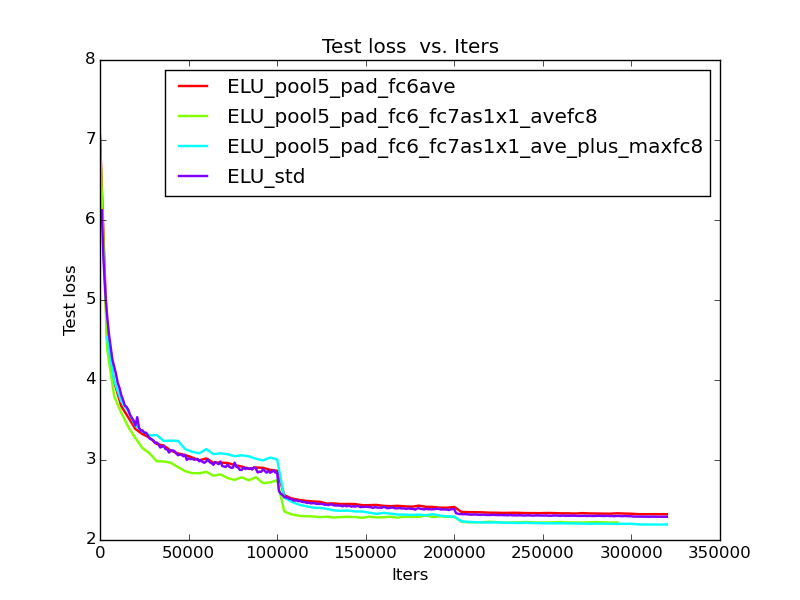 Test loss  vs. Iters
8
7
6
5
4
3
2
Test loss
ELU_pool5_pad_fc6ave
ELU_pool5_pad_fc6_fc7as1x1_avefc8
ELU_pool5_pad_fc6_fc7as1x1_ave_plus_maxfc8
ELU_std
0 50000 100000 150000 200000 250000 300000 350000
Iters